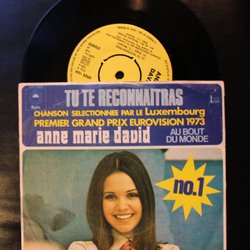 TU TE RECONNAITRAS
CHANSON SELECTIONNÉE PAR LE Luxembourg
PREMIER GRAND PRIX EUROVISION 1973
anne marie david
AU BOUT
DU MONDE
no.1